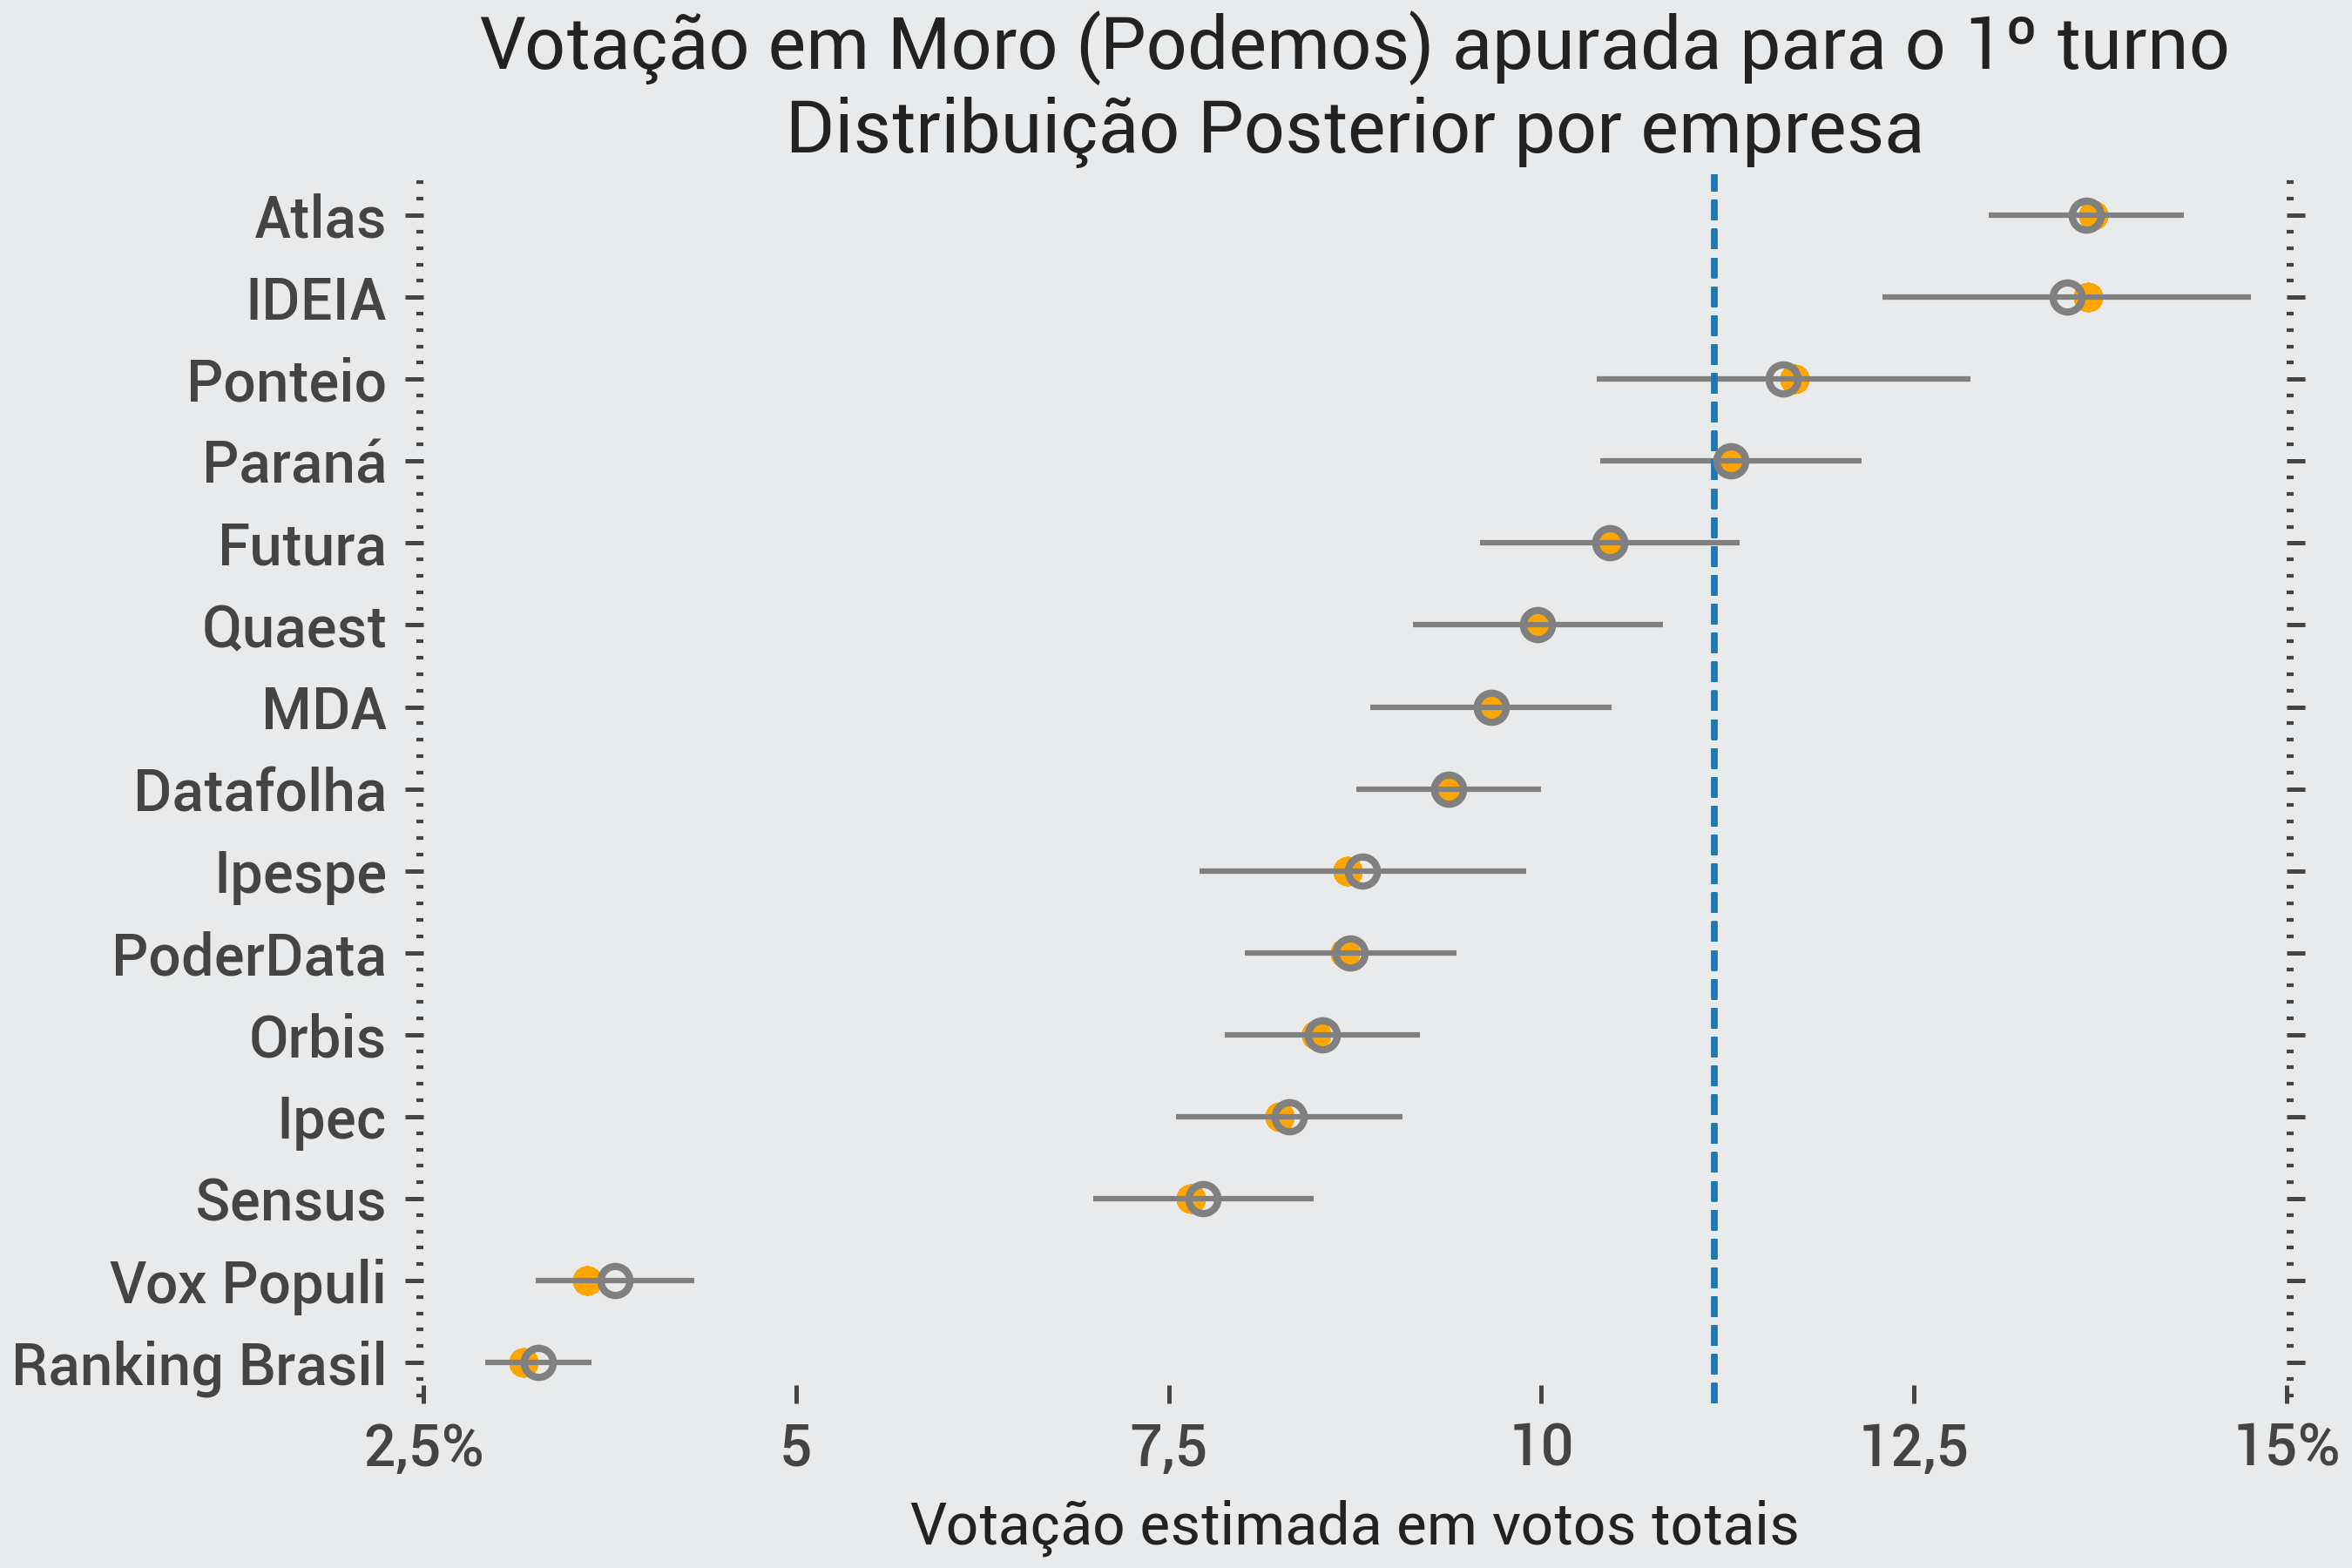 Votação em Moro (Podemos) apurada para o 1º turno
Distribuição Posterior por empresa
Atlas
IDEIA
Ponteio
Paraná
Futura
Quaest
MDA
Datafolha
Ipespe
PoderData
Orbis
Ipec
Sensus
Vox Populi
Ranking Brasil
2,5% 5 7,5 10 12,5 15%
Votação estimada em votos totais